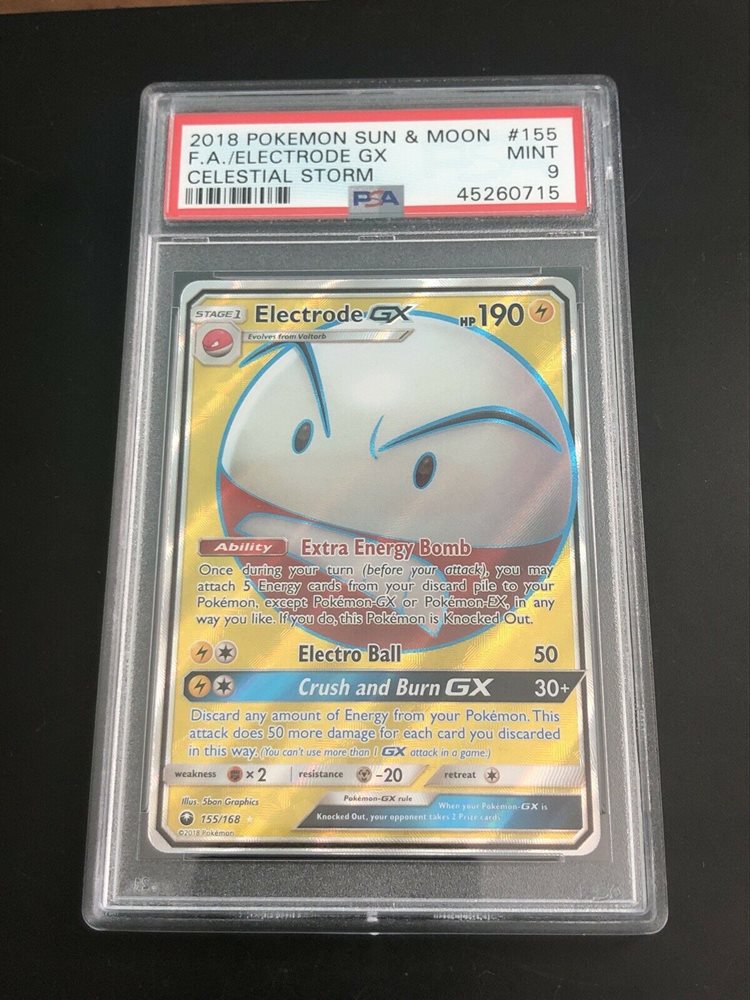 2018 POKEMON SUN & MOON #155
F.A./ELECTRODE GX MINT
CELESTIAL STORM 9
PSA 45260715
STAGE 1 Electrode GX HP 190
Evolves from Voltorb
Ability Extra Energy Bomb
Once during your turn (before your attack), you may
attach 5 Energy cards from your discard pile to your
Pokémon, except Pokémon-GX or Pokémon-EX, in any
way you like. If you do, this Pokémon is Knocked Out.
Electro Ball 50
Crush and Burn GX 30+
Discard any amount of Energy from your Pokémon. This
attack does 50 more damage for each card you discarded
in this way. (You can't use more than 1 GX attack in a game.)
weakness ×2 resistance -20 retreat
Illus. 5ban Graphics
155/168
©2018 Pokémon
Pokémon-GX rule
When your Pokémon-GX is
Knocked Out, your opponent takes 2 Prize cards.